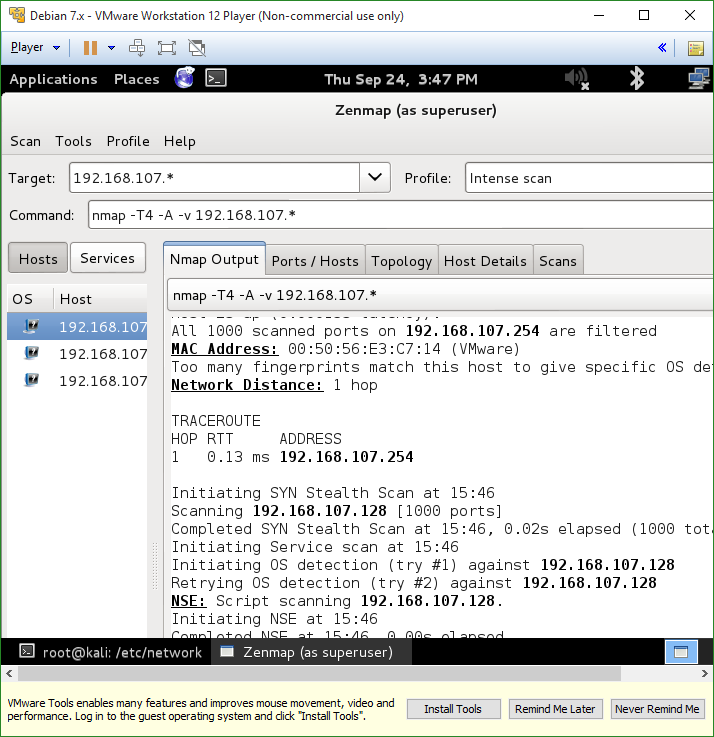 Debian 7.x - VMware Workstation 12 Player (Non-commercial use only)
Player
Applications Places Thu Sep 24, 3:47 PM
Zenmap (as superuser)
Scan Tools Profile Help
Target: 192.168.107.* Profile: Intense scan
Command: nmap -T4 -A -v 192.168.107.*
Hosts Services
Nmap Output Ports / Hosts Topology Host Details Scans
OS Host
192.168.107
192.168.107
192.168.107
nmap -T4 -A -v 192.168.107.*
All 1000 scanned ports on 192.168.107.254 are filtered
MAC Address: 00:50:56:E3:C7:14 (VMware)
Too many fingerprints match this host to give specific OS det
Network Distance: 1 hop
TRACEROUTE
HOP RTT ADDRESS
1 0.13 ms 192.168.107.254
Initiating SYN Stealth Scan at 15:46
Scanning 192.168.107.128 [1000 ports]
Completed SYN Stealth Scan at 15:46, 0.02s elapsed (1000 tota
Initiating Service scan at 15:46
Initiating OS detection (try #1) against 192.168.107.128
Retrying OS detection (try #2) against 192.168.107.128
NSE: Script scanning 192.168.107.128.
Initiating NSE at 15:46
Completed NSE at 15:46, 0.00s elapsed
root@kali: /etc/network Zenmap (as superuser)
VMware Tools enables many features and improves mouse movement, video and
performance. Log in to the guest operating system and click "Install Tools".
Install Tools Remind Me Later Never Remind Me